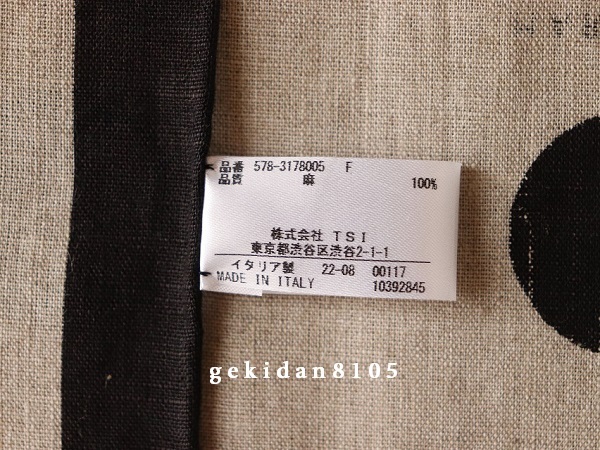 品番 578-3178005 F
品質 麻 100%
株式会社 TSI
東京都渋谷区渋谷2-1-1
イタリア製 22-08 00117
MADE IN ITALY 10392845
gekidan8105